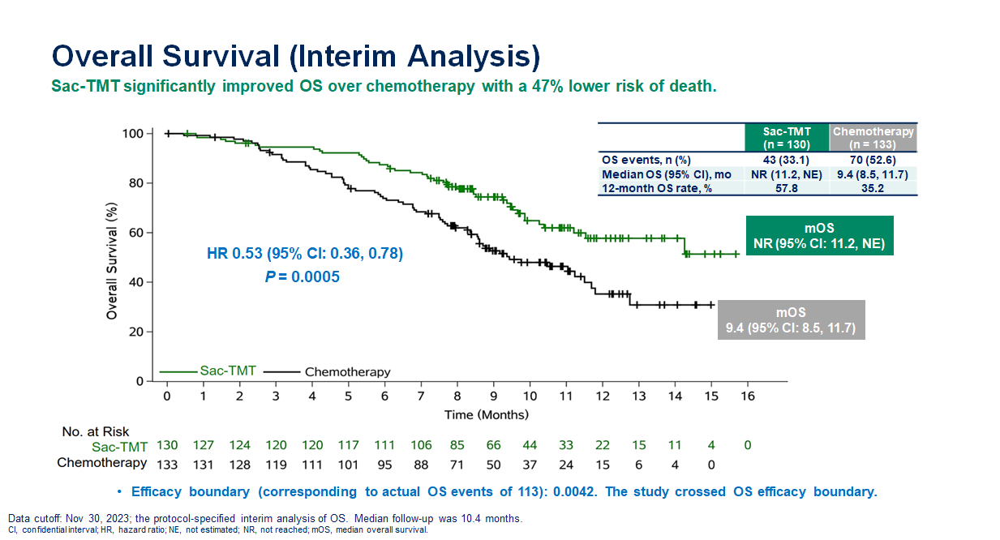 Overall Survival (Interim Analysis)
Sac-TMT significantly improved OS over chemotherapy with a 47% lower risk of death.
Sac-TMT Chemotherapy
(n = 130) (n = 133)
OS events, n (%) 43 (33.1) 70 (52.6)
Median OS (95% CI), mo NR (11.2, NE) 9.4 (8.5, 11.7)
12-month OS rate, % 57.8 35.2
100
80
60
40
20
0
Overall Survival (%)
HR 0.53 (95% CI: 0.36, 0.78)
P = 0.0005
mOS
NR (95% CI: 11.2, NE)
mOS
9.4 (95% CI: 8.5, 11.7)
Sac-TMT Chemotherapy
0 1 2 3 4 5 6 7 8 9 10 11 12 13 14 15 16
Time (Months)
No. at Risk
Sac-TMT 130 127 124 120 120 117 111 106 85 66 44 33 22 15 11 4 0
Chemotherapy 133 131 128 119 111 101 95 88 71 50 37 24 15 6 4 0
• Efficacy boundary (corresponding to actual OS events of 113): 0.0042. The study crossed OS efficacy boundary.
Data cutoff: Nov 30, 2023; the protocol-specified interim analysis of OS. Median follow-up was 10.4 months.
CI, confidential interval; HR, hazard ratio; NE, not estimated; NR, not reached; mOS, median overall survival.